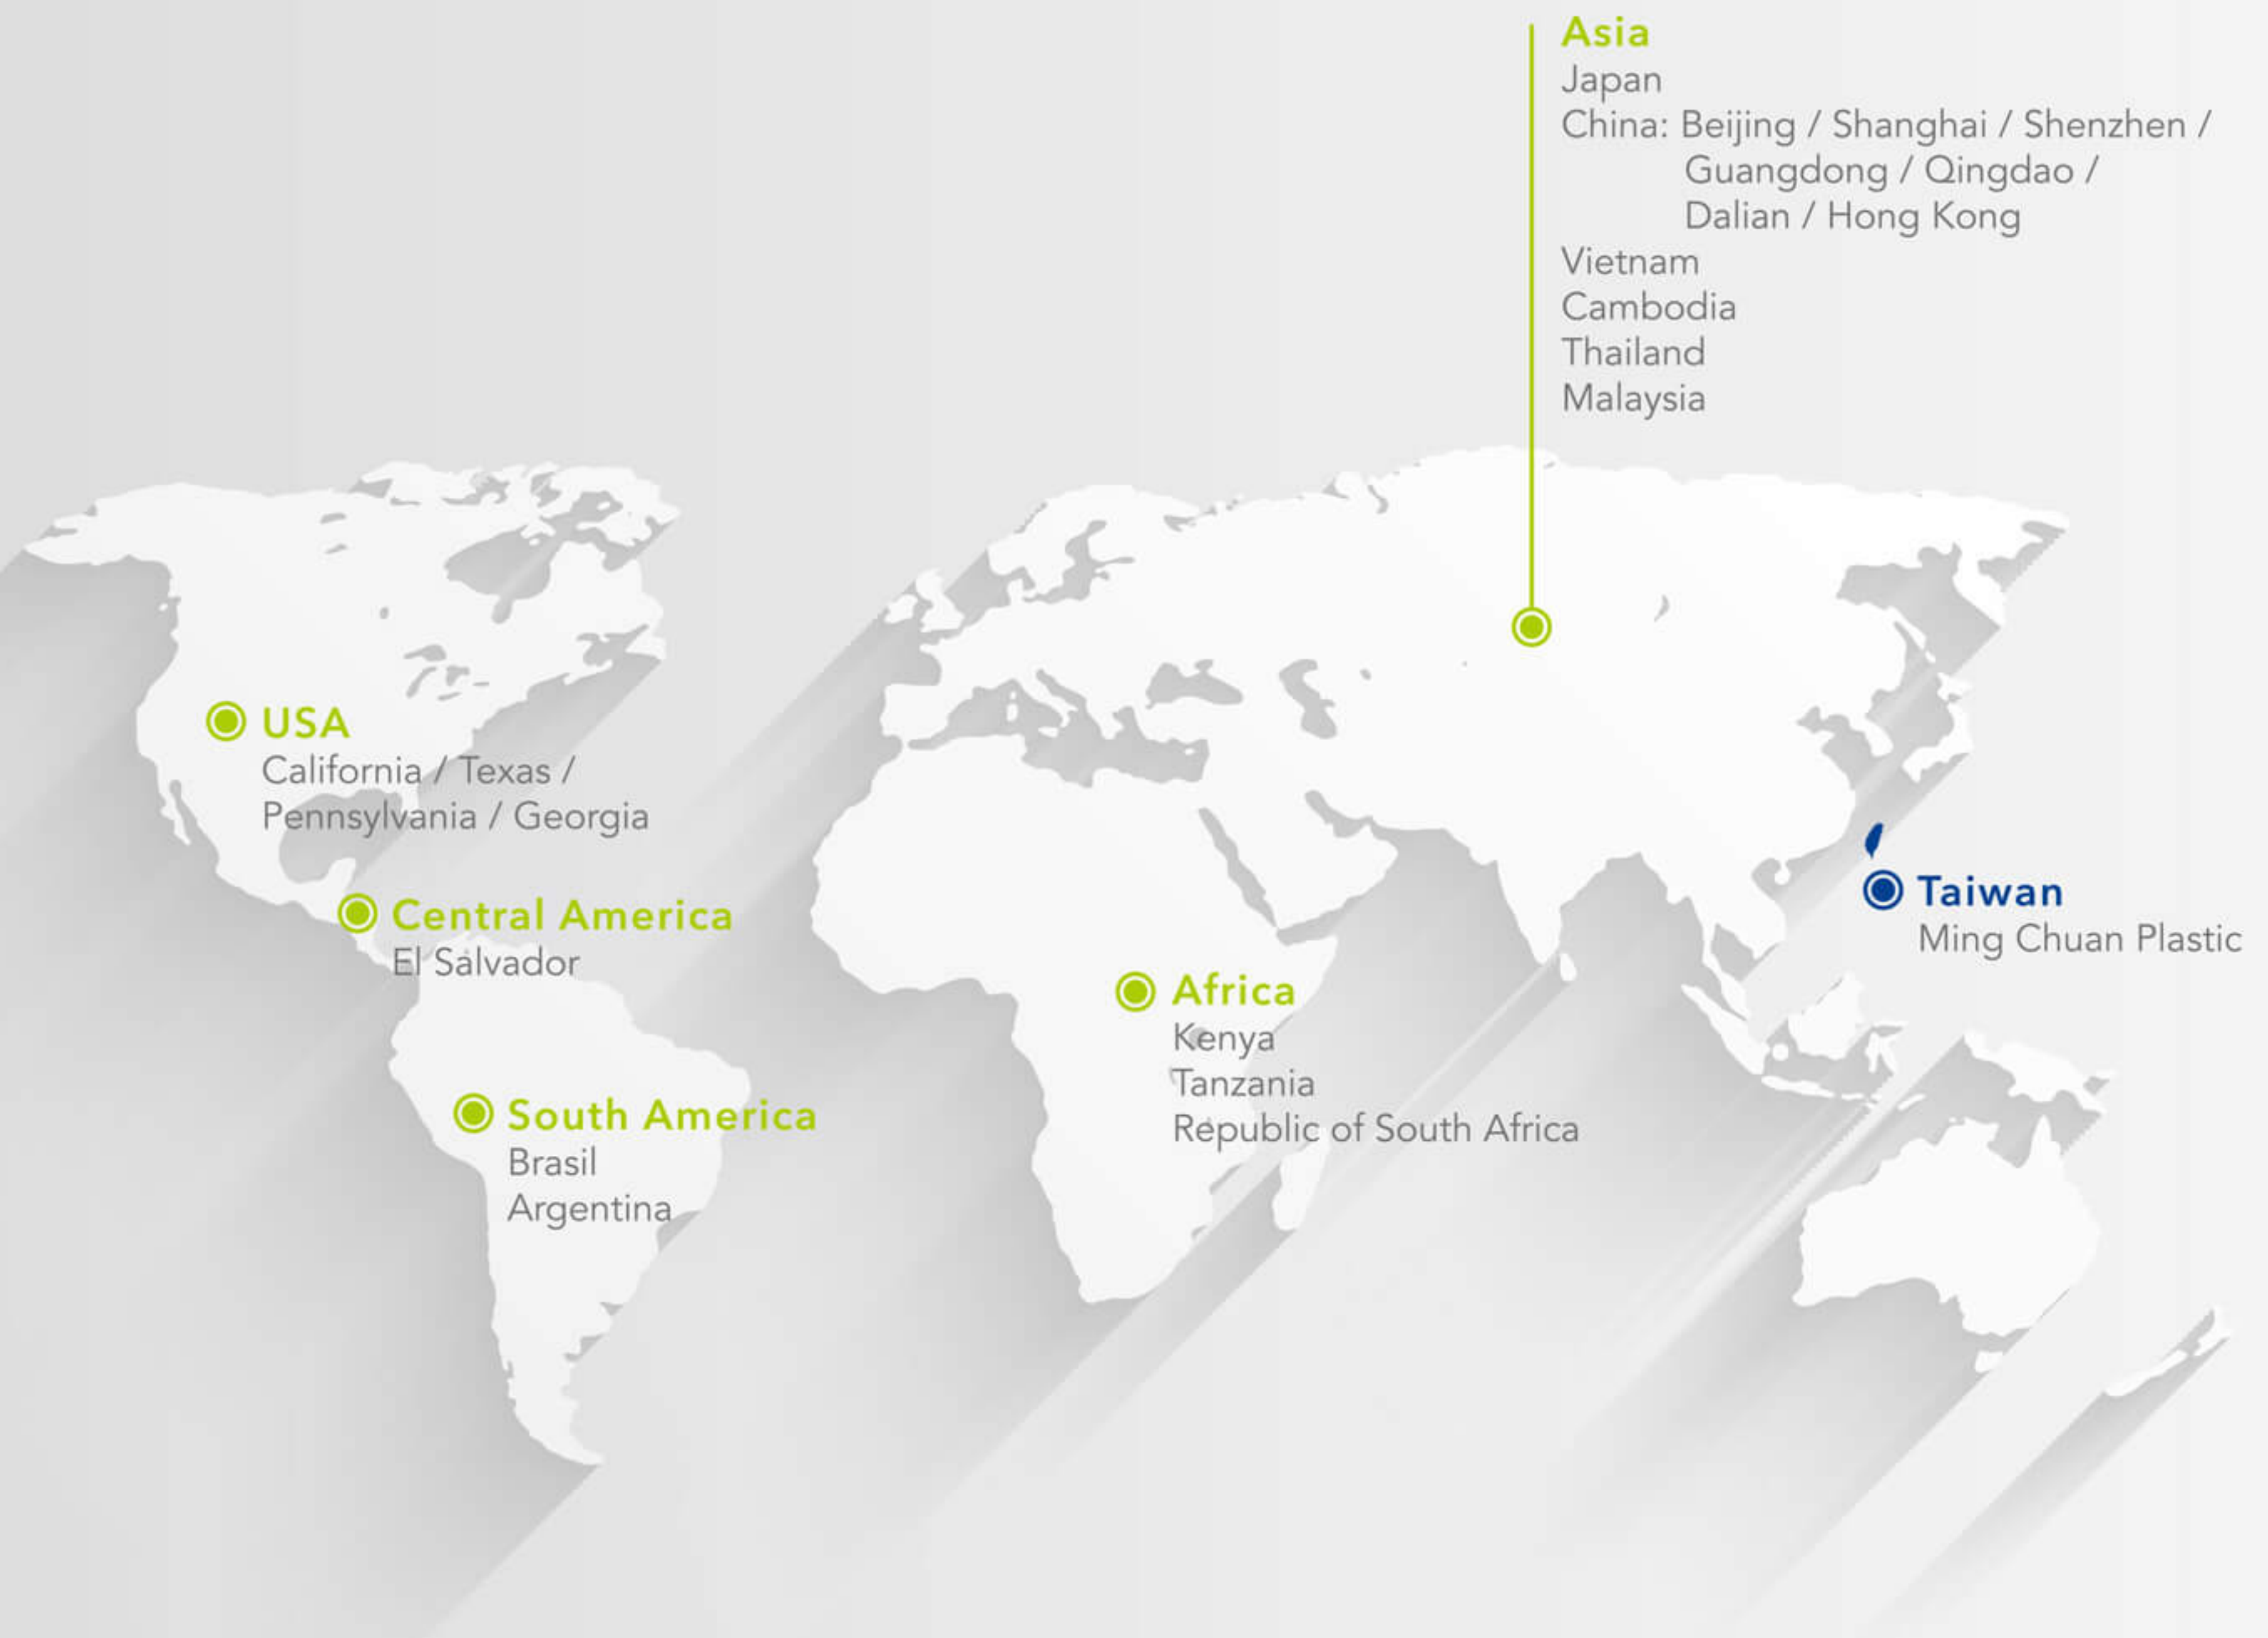 Asia
Japan
China: Beijing / Shanghai / Shenzhen /
Guangdong / Qingdao /
Dalian / Hong Kong
Vietnam
Cambodia
Thailand
Malaysia
USA
California / Texas /
Pennsylvania / Georgia
Central America
El Salvador
South America
Brasil
Argentina
Africa
Kenya
Tanzania
Republic of South Africa
Taiwan
Ming Chuan Plastic